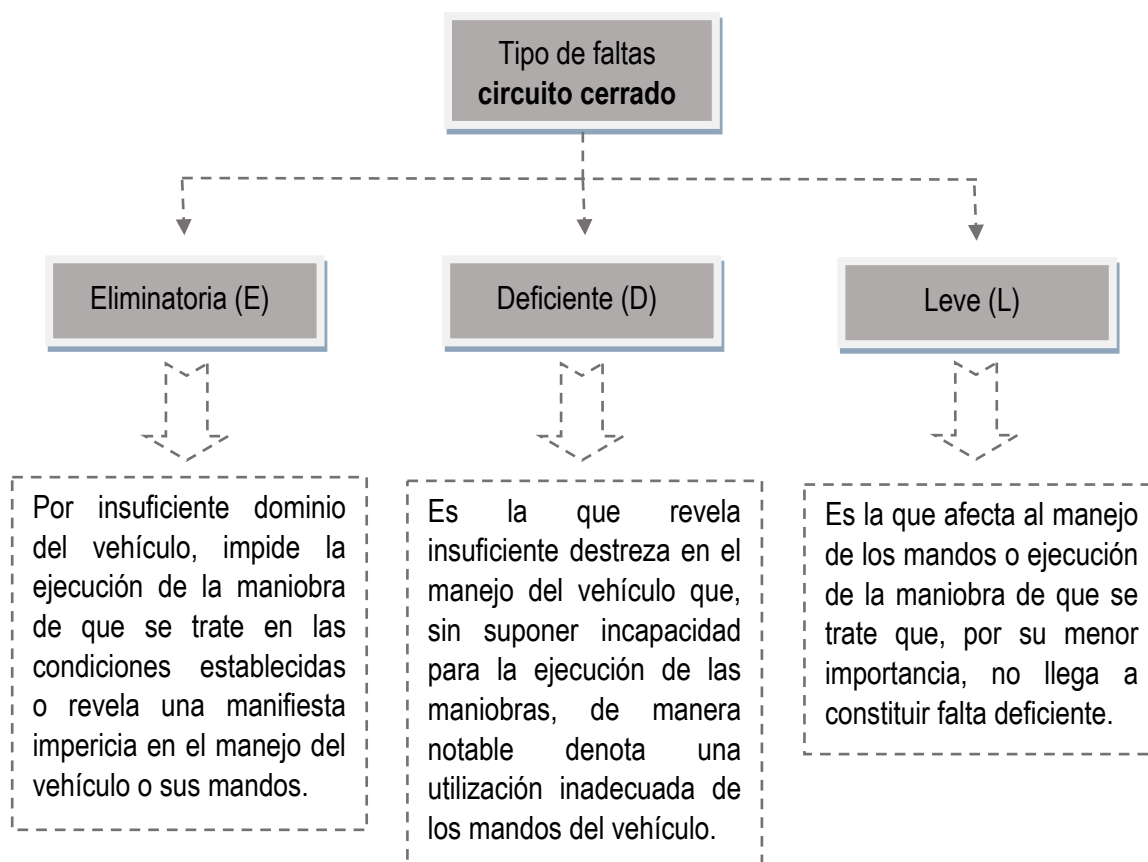 Tipo de faltas
circuito cerrado
Eliminatoria (E)
Deficiente (D)
Leve (L)
Por insuficiente dominio
del vehículo, impide la
ejecución de la maniobra
de que se trate en las
condiciones establecidas
o revela una manifiesta
impericia en el manejo del
vehículo o sus mandos.
Es la que revela
insuficiente destreza en el
manejo del vehículo que,
sin suponer incapacidad
para la ejecución de las
maniobras, de manera
notable denota una
utilización inadecuada de
los mandos del vehículo.
Es la que afecta al manejo
de los mandos o ejecución
de la maniobra de que se
trate que, por su menor
importancia, no llega a
constituir falta deficiente.